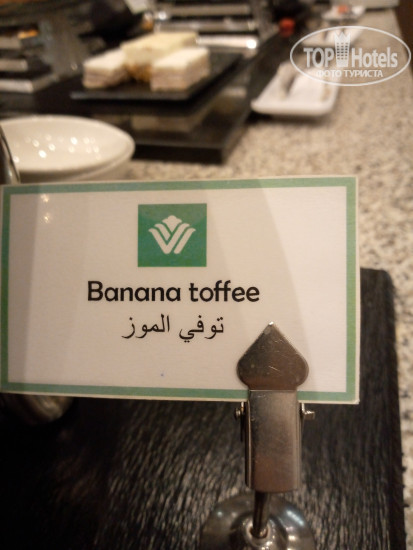 TOP Hotels
ФОТО ТУРИСТА
Banana toffee
توفي الموز